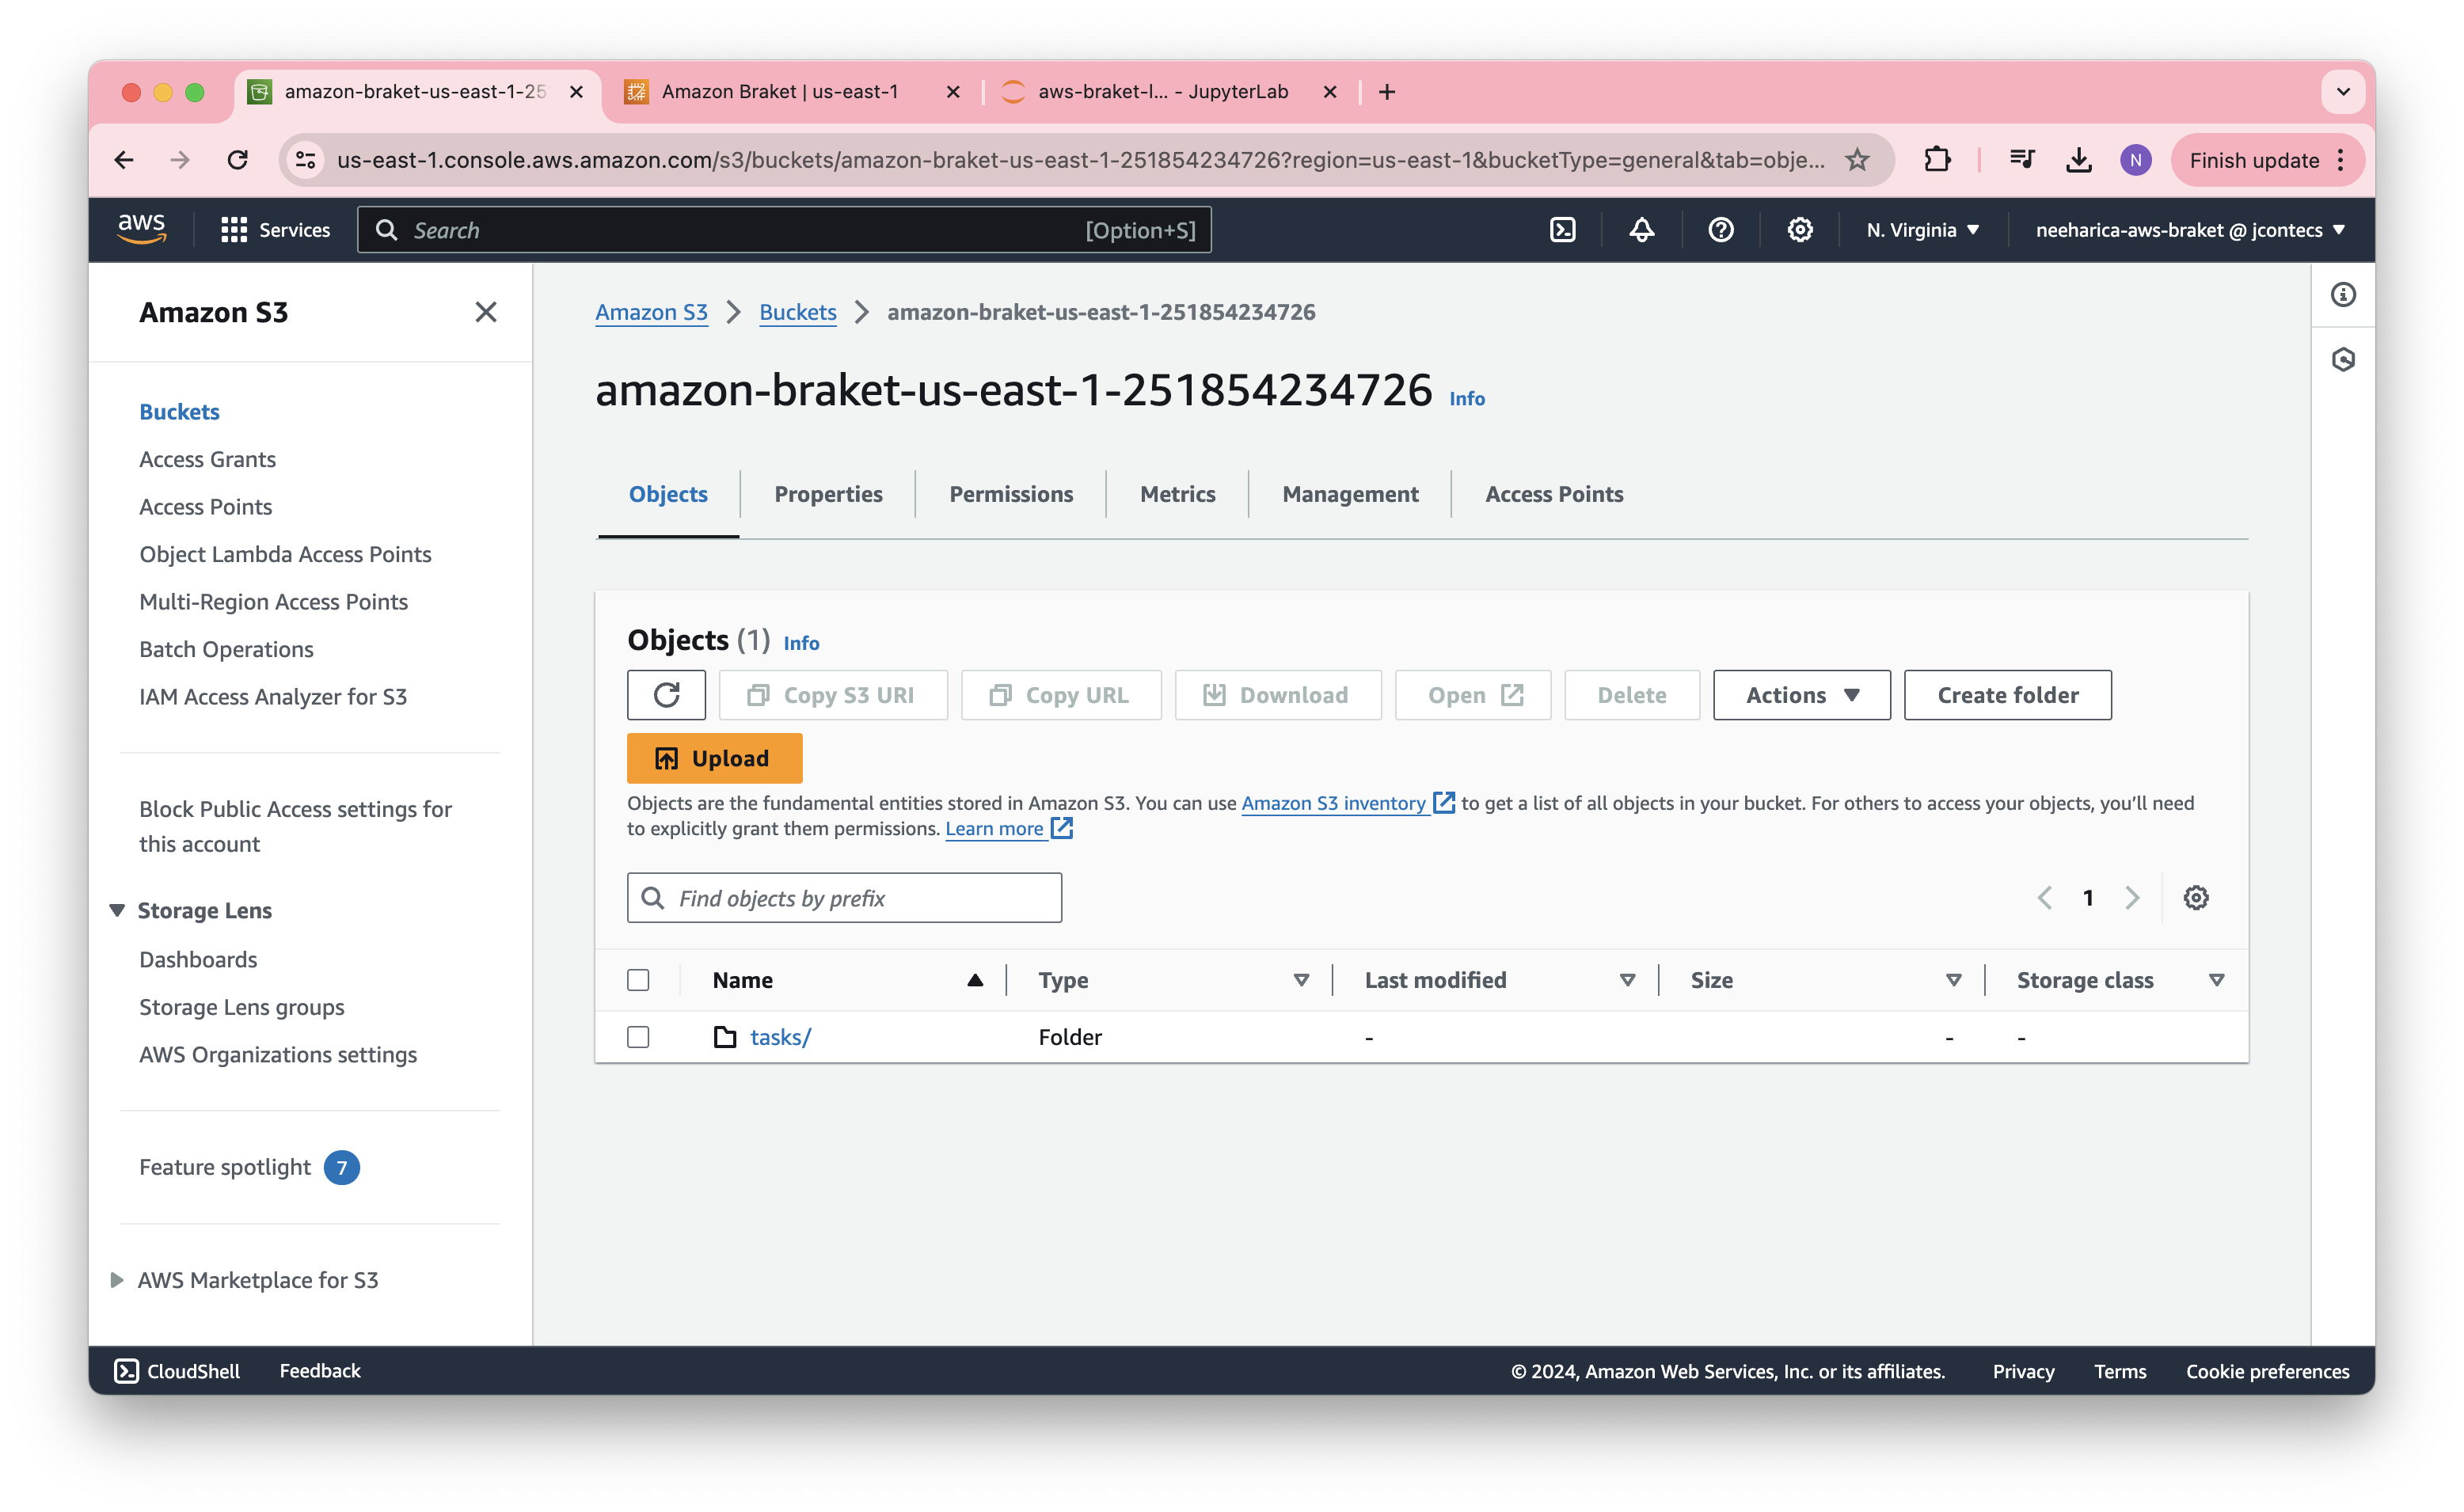 amazon-braket-us-east-1-25
Amazon Braket | us-east-1
aws-braket-l... - JupyterLab
us-east-1.console.aws.amazon.com/s3/buckets/amazon-braket-us-east-1-251854234726?region=us-east-1&bucketType=general&tab=obje...
N
Finish update
aws
Services
Search
[Option+S]
N. Virginia
neeharica-aws-braket @ jcontecs
Amazon S3
Buckets
Access Grants
Access Points
Object Lambda Access Points
Multi-Region Access Points
Batch Operations
IAM Access Analyzer for S3
Block Public Access settings for
this account
Storage Lens
Dashboards
Storage Lens groups
AWS Organizations settings
Feature spotlight 7
AWS Marketplace for S3
Amazon S3 > Buckets > amazon-braket-us-east-1-251854234726
amazon-braket-us-east-1-251854234726 Info
Objects
Properties
Permissions
Metrics
Management
Access Points
Objects (1) Info
Copy S3 URI
Copy URL
Download
Open
Delete
Actions
Create folder
Upload
Objects are the fundamental entities stored in Amazon S3. You can use Amazon S3 inventory to get a list of all objects in your bucket. For others to access your objects, you’ll need
to explicitly grant them permissions. Learn more
Find objects by prefix
1
Name Type Last modified Size Storage class
tasks/ Folder - - -
CloudShell
Feedback
© 2024, Amazon Web Services, Inc. or its affiliates.
Privacy
Terms
Cookie preferences